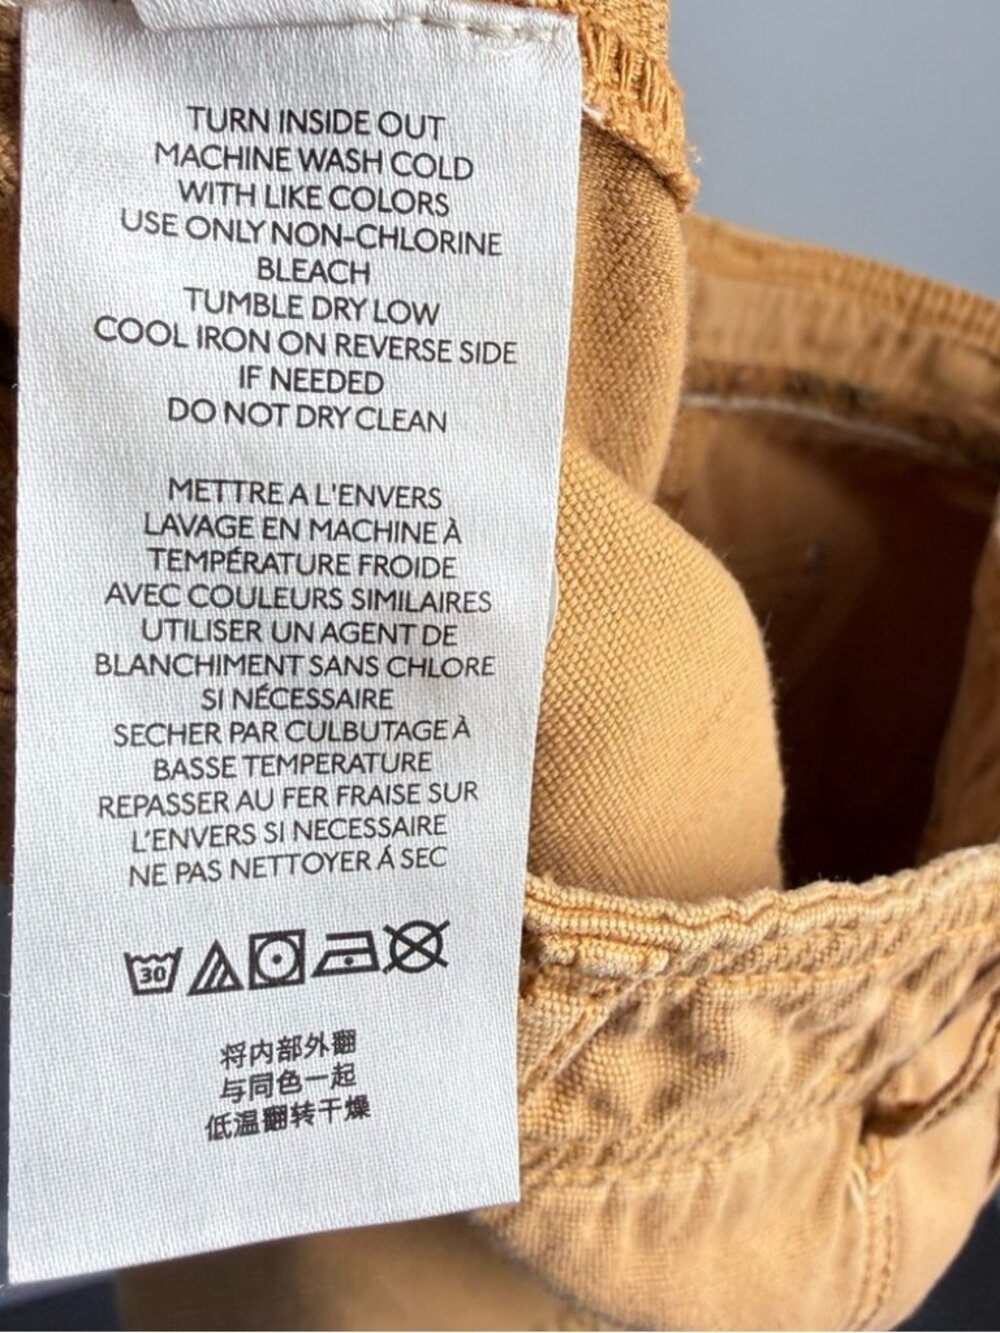 TURN INSIDE OUT
MACHINE WASH COLD
WITH LIKE COLORS
USE ONLY NON-CHLORINE
BLEACH
TUMBLE DRY LOW
COOL IRON ON REVERSE SIDE
IF NEEDED
DO NOT DRY CLEAN
METTRE A L'ENVERS
LAVAGE EN MACHINE À
TEMPÉRATURE FROIDE
AVEC COULEURS SIMILAIRES
UTILISER UN AGENT DE
BLANCHIMENT SANS CHLORE
SI NÉCESSAIRE
SECHER PAR CULBUTAGE À
BASSE TEMPERATURE
REPASSER AU FER FRAISE SUR
L'ENVERS SI NECESSAIRE
NE PAS NETTOYER Á SEC
30
将内部外翻
与同色一起
低温翻转干燥